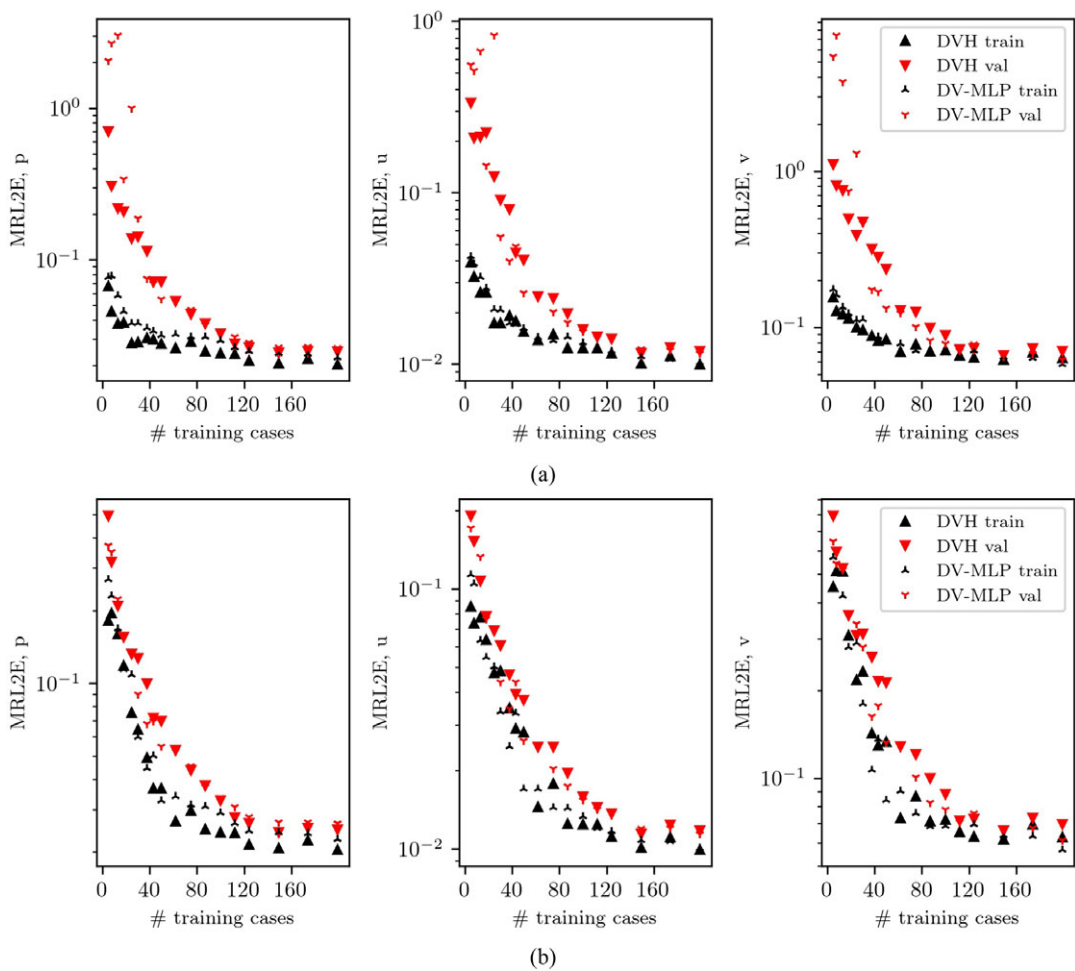 MRL2E, p
10^0
10^{-1}
0 40 80 120 160
# training cases
MRL2E, u
10^0
10^{-1}
10^{-2}
0 40 80 120 160
# training cases
MRL2E, v
10^0
10^{-1}
0 40 80 120 160
# training cases
DVH train
DVH val
DV-MLP train
DV-MLP val
(a)
MRL2E, p
10^{-1}
0 40 80 120 160
# training cases
MRL2E, u
10^{-1}
10^{-2}
0 40 80 120 160
# training cases
MRL2E, v
10^{-1}
0 40 80 120 160
# training cases
DVH train
DVH val
DV-MLP train
DV-MLP val
(b)